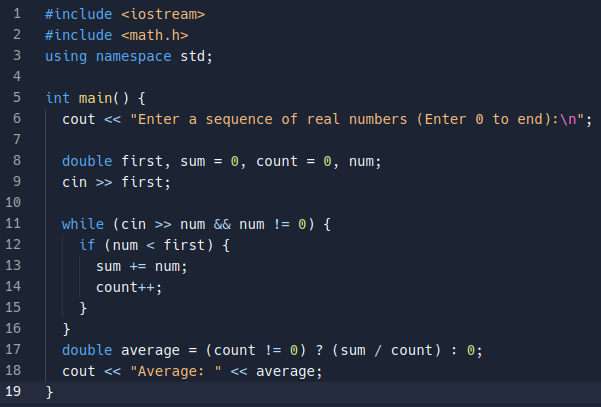 1 #include <iostream>
2 #include <math.h>
3 using namespace std;
4
5 int main() {
6   cout << "Enter a sequence of real numbers (Enter 0 to end):\n";
7
8   double first, sum = 0, count = 0, num;
9   cin >> first;
10
11   while (cin >> num && num != 0) {
12     if (num < first) {
13       sum += num;
14       count++;
15     }
16   }
17   double average = (count != 0) ? (sum / count) : 0;
18   cout << "Average: " << average;
19 }